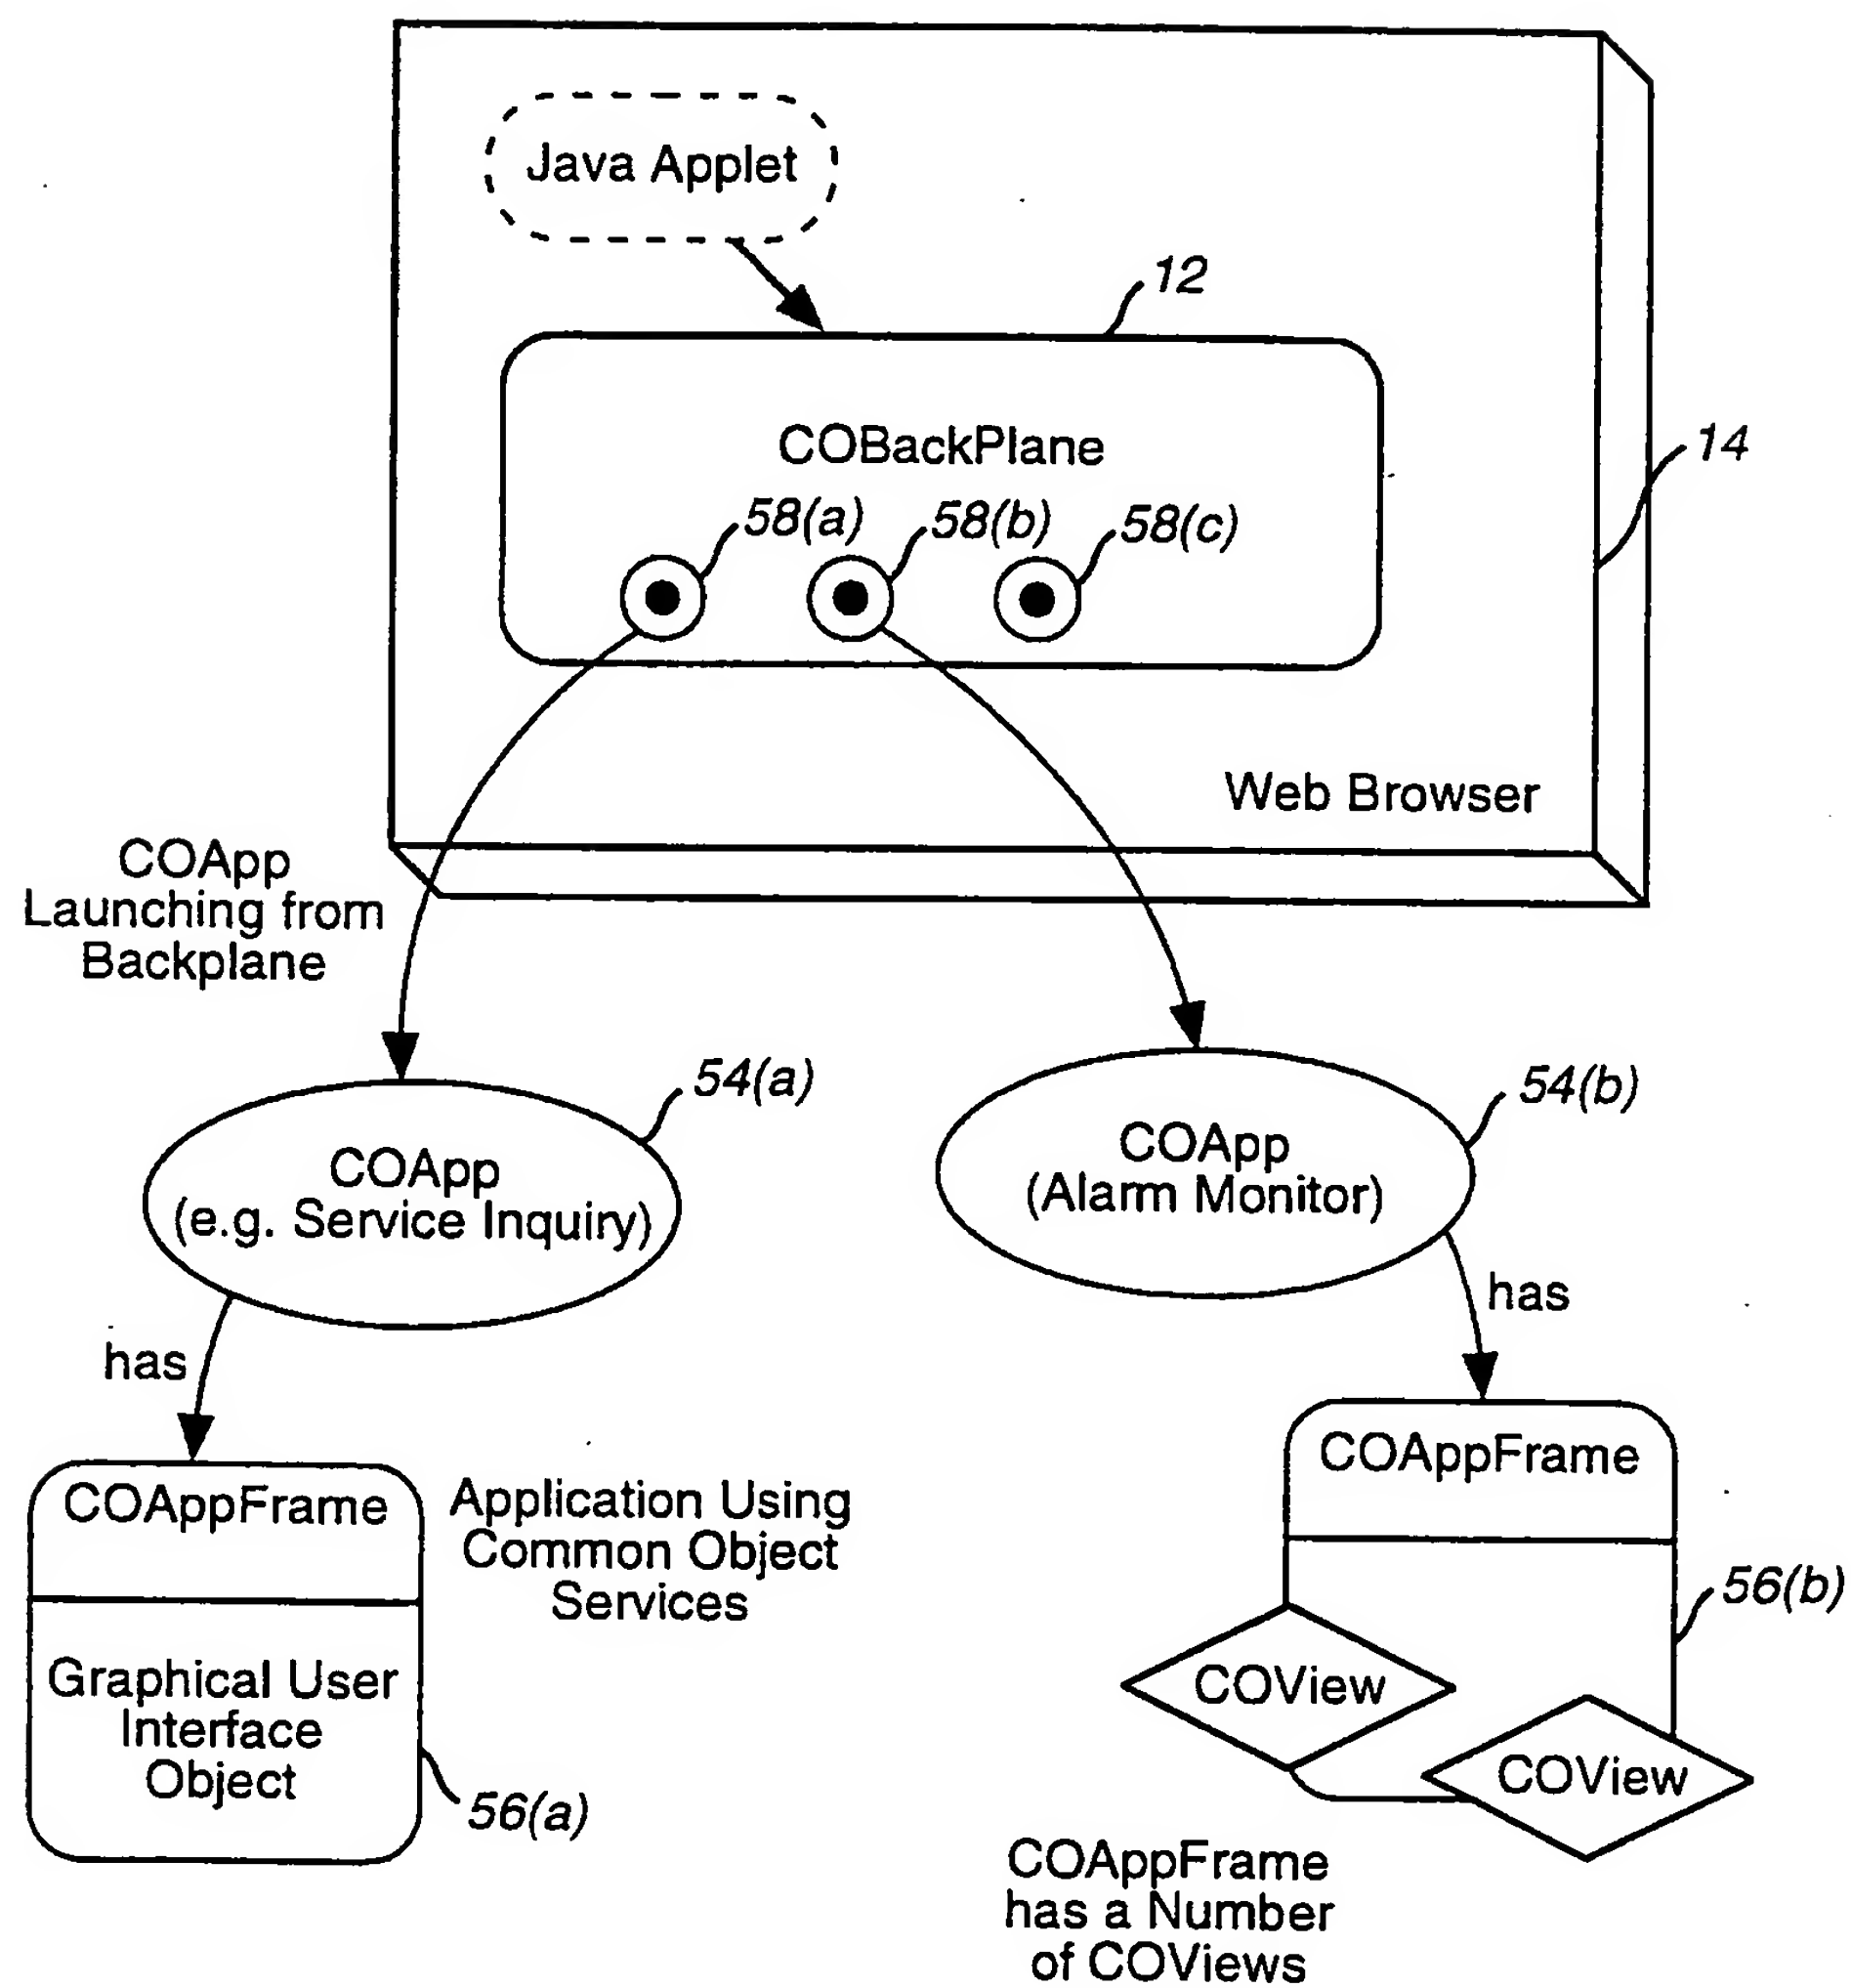 Java Applet
12
COBackPlane
14
58(a)
58(b)
58(c)
Web Browser
COApp
Launching from
Backplane
54(a)
54(b)
COApp
(e.g. Service Inquiry)
COApp
(Alarm Monitor)
has
has
COAppFrame
Graphical User
Interface
Object
56(a)
Application Using
Common Object
Services
COAppFrame
56(b)
COView
COView
COAppFrame
has a Number
of COViews